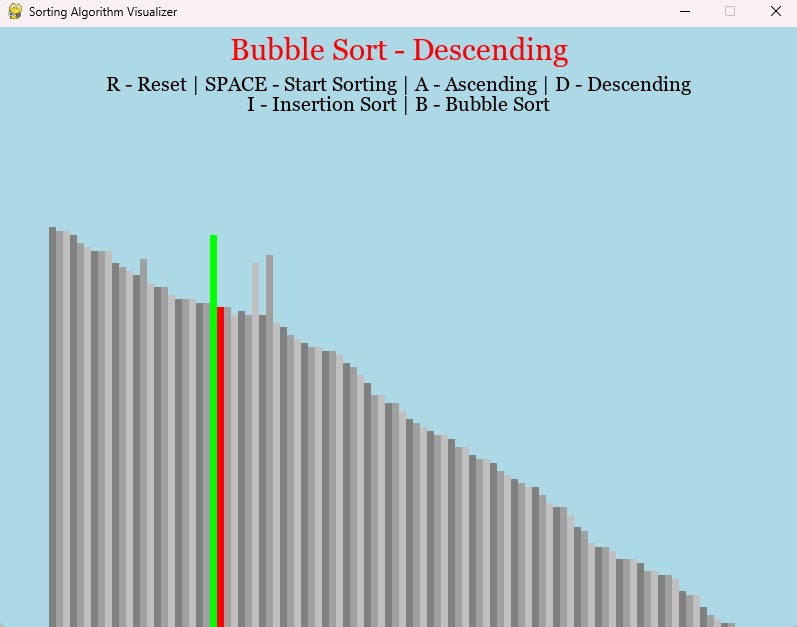 Sorting Algorithm Visualizer
Bubble Sort - Descending
R - Reset | SPACE - Start Sorting | A - Ascending | D - Descending
I - Insertion Sort | B - Bubble Sort